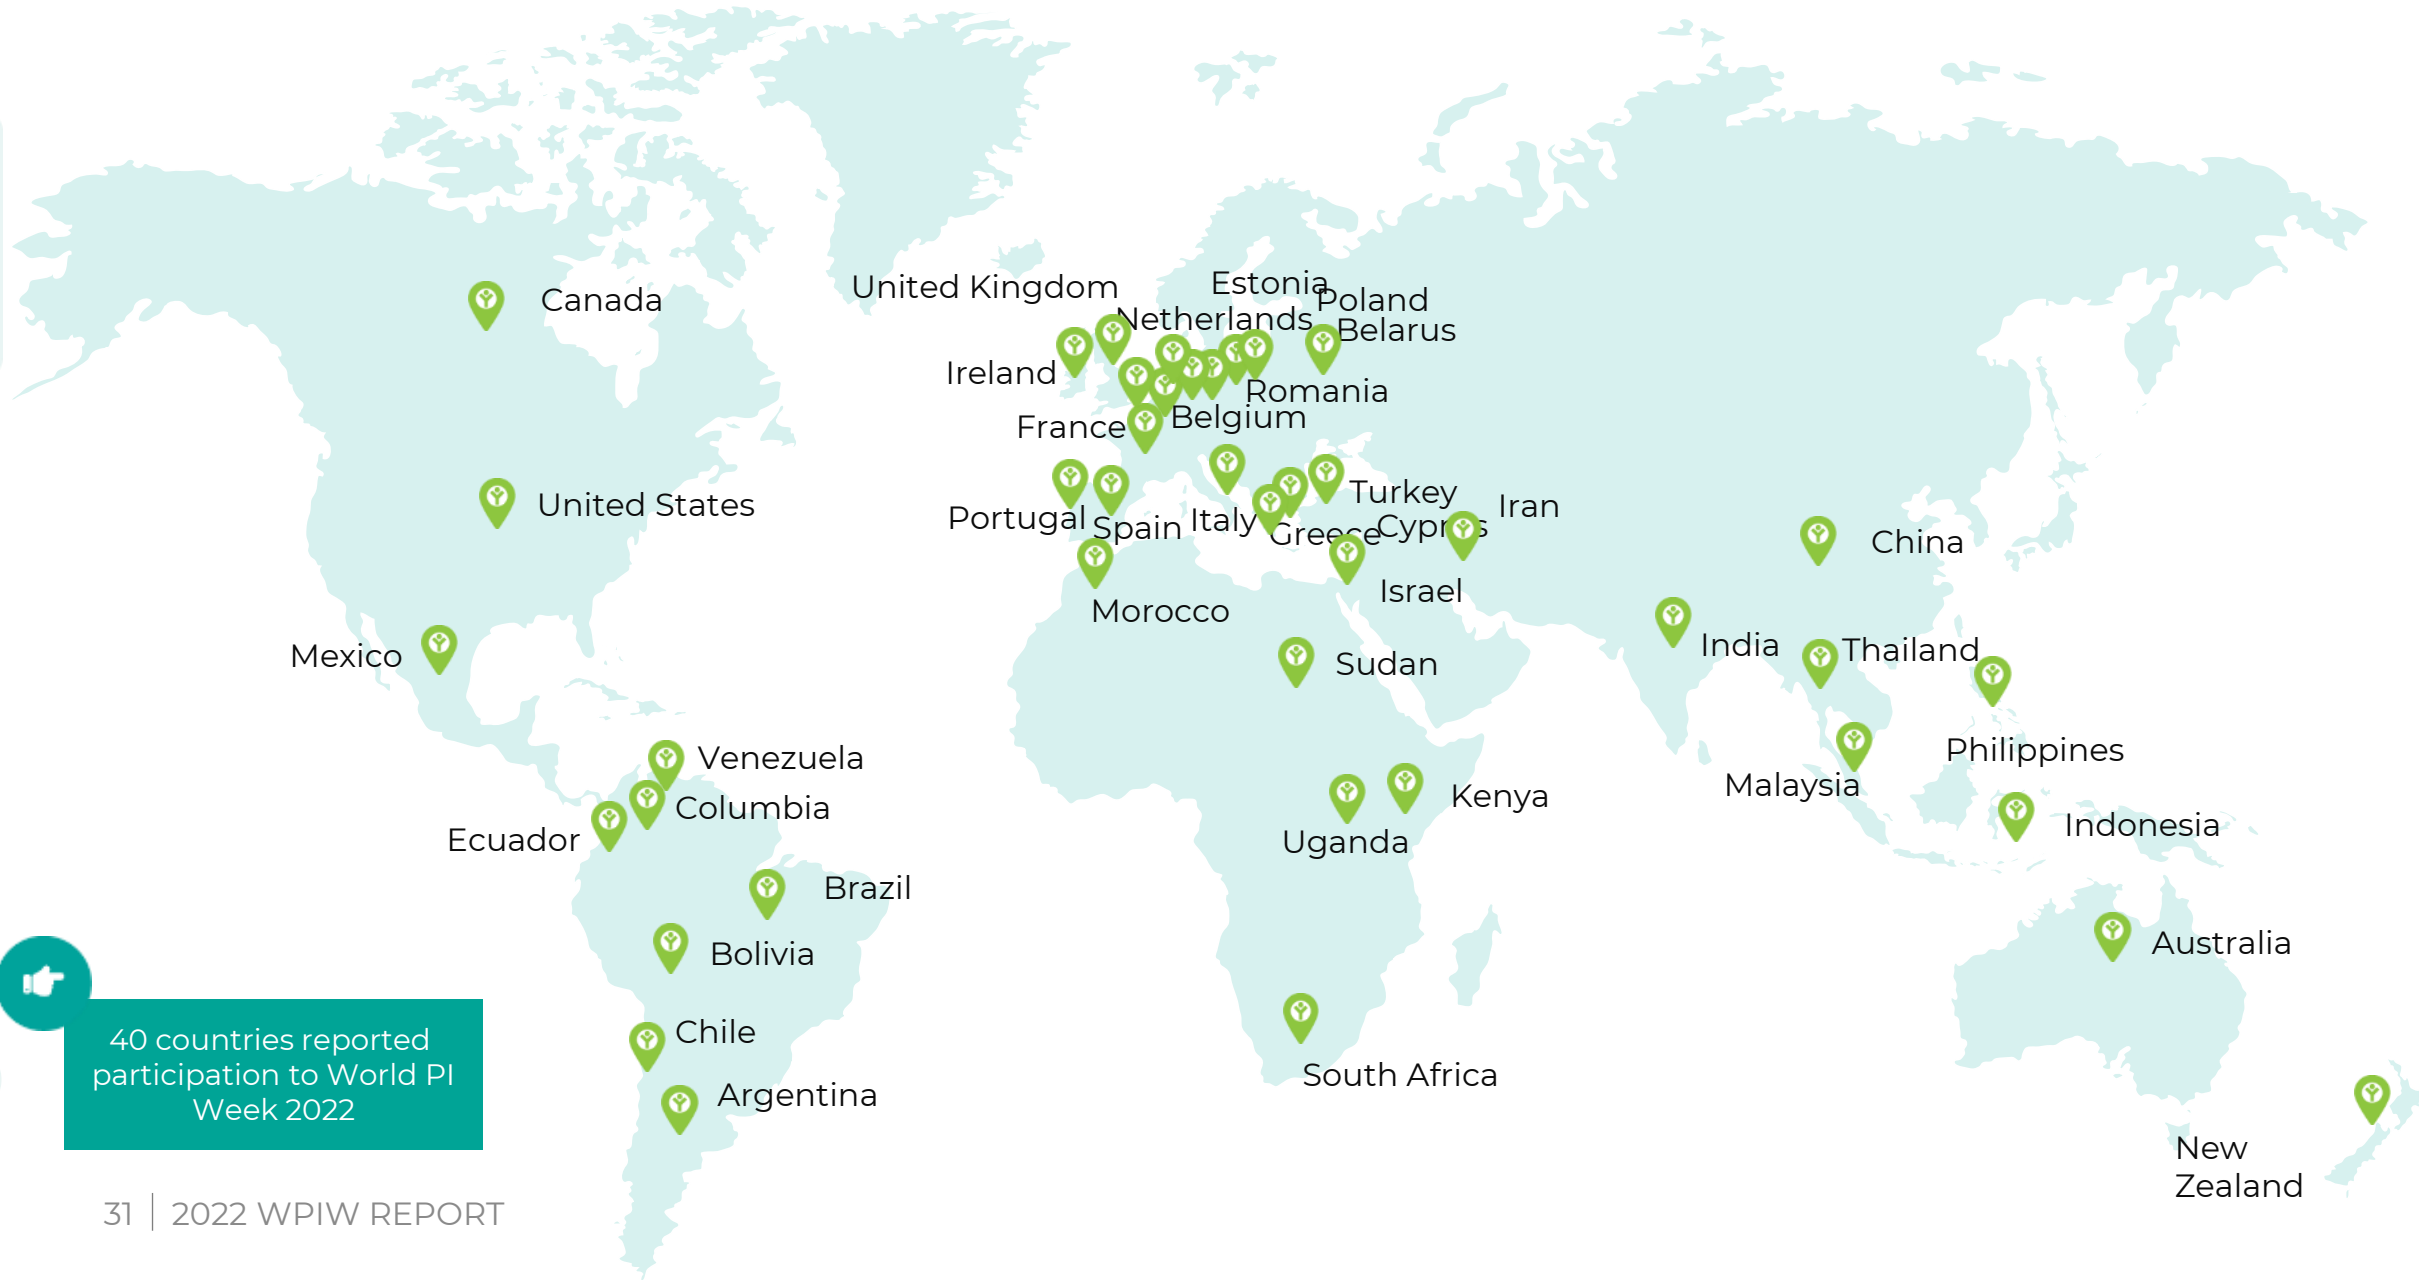 Estonia
United Kingdom
Canada
Poland
Netherlands
Belarus
Ireland
Romania
Belgium
France
Turkey
United States
Iran
Portugal
Spain
Italy
Greece
Cyprus
China
Israel
Morocco
India
Thailand
Mexico
Sudan
Philippines
Venezuela
Malaysia
Kenya
Columbia
Indonesia
Ecuador
Uganda
Brazil
Australia
Bolivia
Chile
South Africa
Argentina
New
Zealand
40 countries reported
participation to World PI
Week 2022
31 | 2022 WPIW REPORT